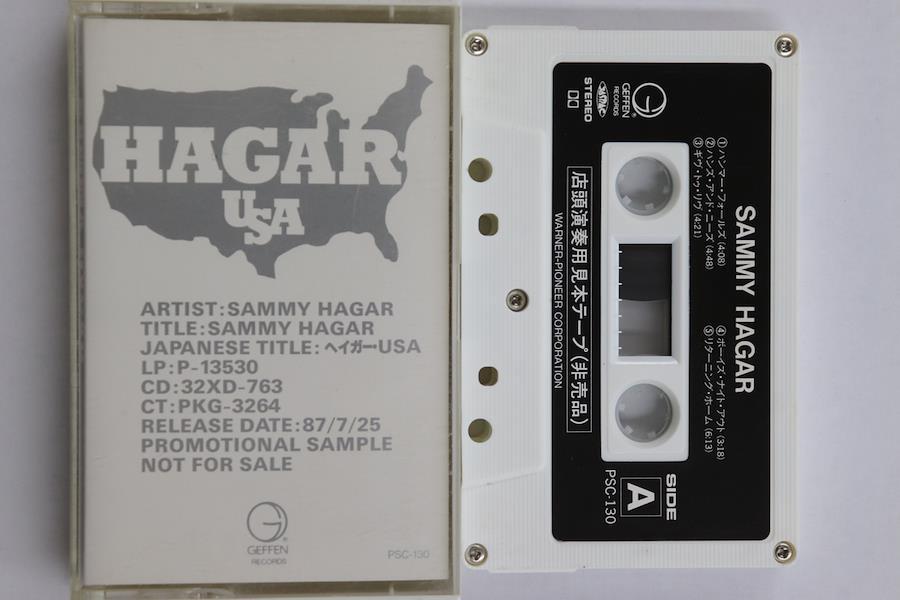 HAGAR
USA
ARTIST:SAMMY HAGAR
TITLE:SAMMY HAGAR
JAPANESE TITLE:ヘイガー・USA
LP:P-13530
CD:32XD-763
CT:PKG-3264
RELEASE DATE:87/7/25
PROMOTIONAL SAMPLE
NOT FOR SALE
G
GEFFEN
RECORDS
PSC-130
SAMMY HAGAR
①ハンマー・フォールズ(4:08)
②ハンズ・アンド・ニーズ(4:48)
③ギヴ・トゥ・リヴ(4:21)
④ボーイズ・ナイト・アウト(3:18)
⑤リターニング・ホーム(6:13)
G
GEFFEN
RECORDS
STEREO
店頭演奏用見本テープ(非売品)
WARNER-PIONEER CORPORATION
SIDE
A
PSC-130